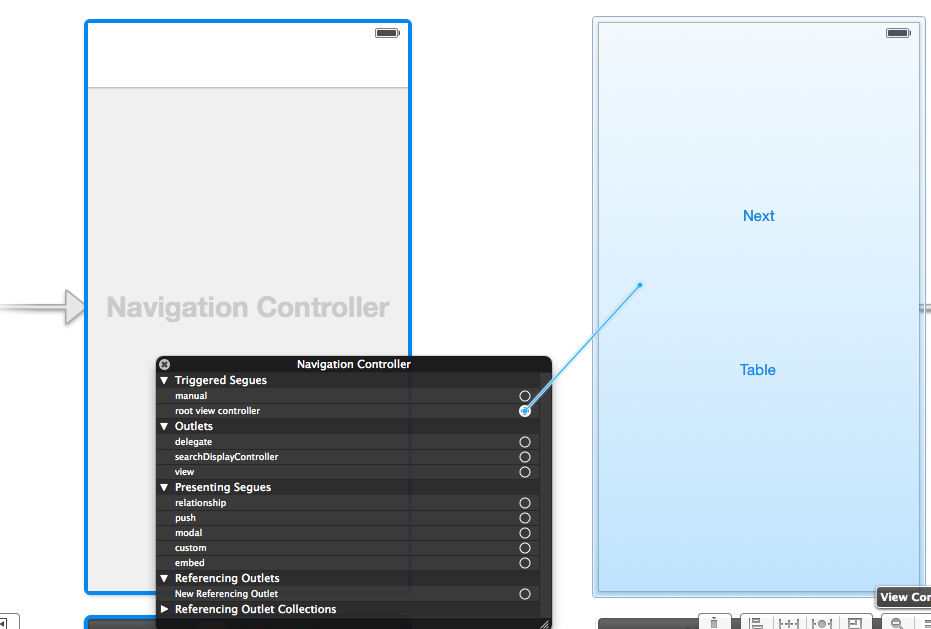 Next
Navigation Controller
Navigation Controller
Triggered Segues
manual
root view controller
Table
Outlets
delegate
searchDisplayController
view
Presenting Segues
relationship
push
modal
custom
embed
Referencing Outlets
New Referencing Outlet
View Con
Referencing Outlet Collections